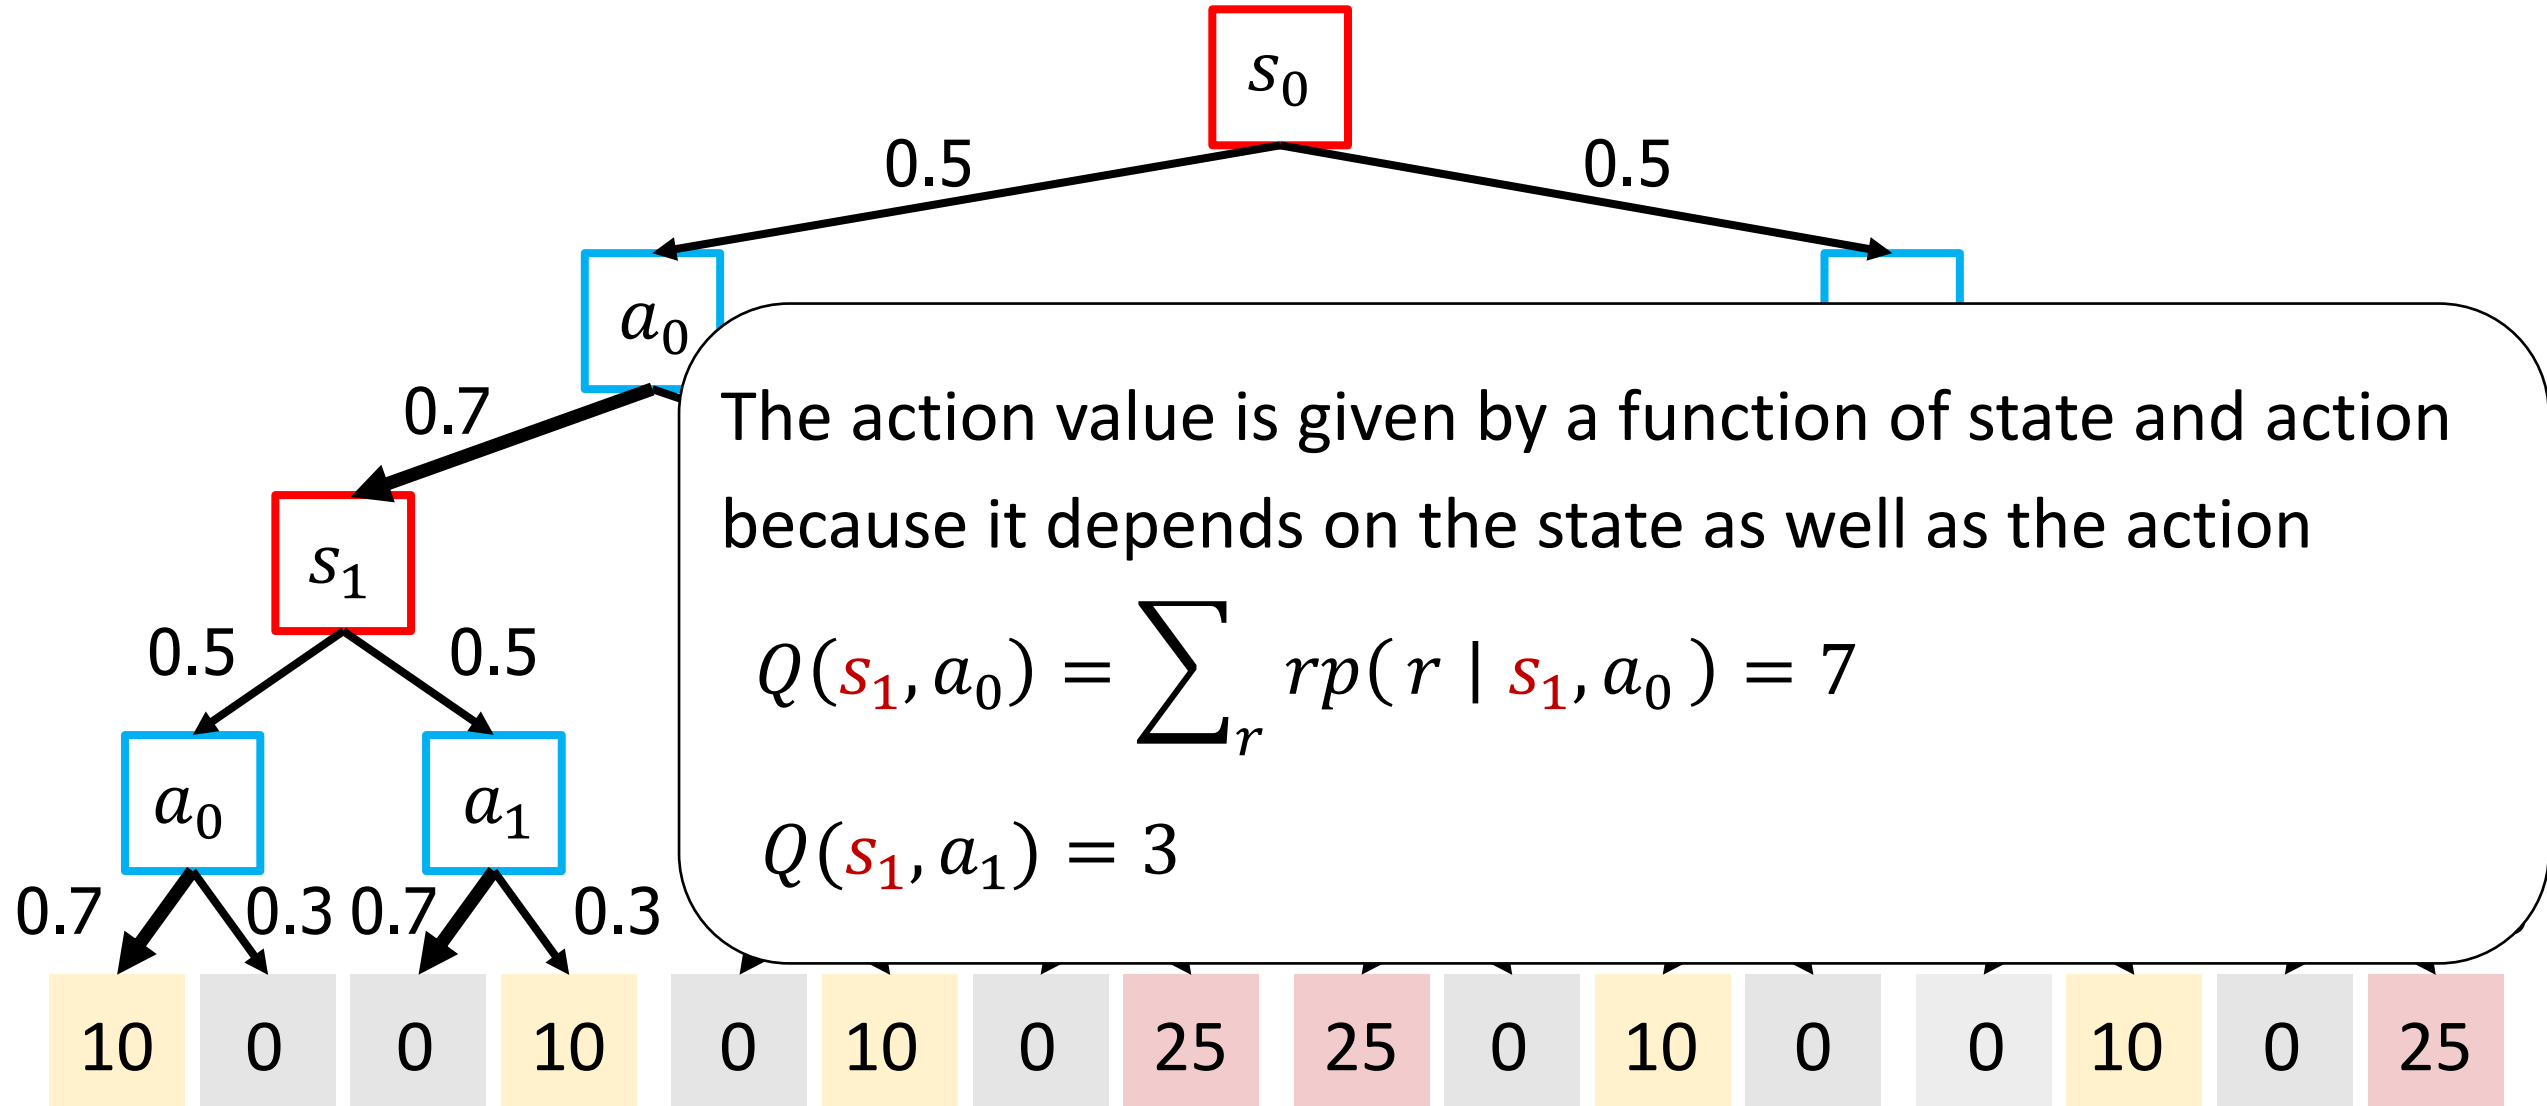 s₀
0.5 0.5
a₀
0.7
The action value is given by a function of state and action
because it depends on the state as well as the action
s₁
0.5 0.5
Q(s₁, a₀) = ∑ᵣ rp( r | s₁, a₀ ) = 7
a₀ a₁
Q(s₁, a₁) = 3
0.7 0.3 0.7 0.3
10 0 0 10 0 10 0 25 25 0 10 0 0 10 0 25